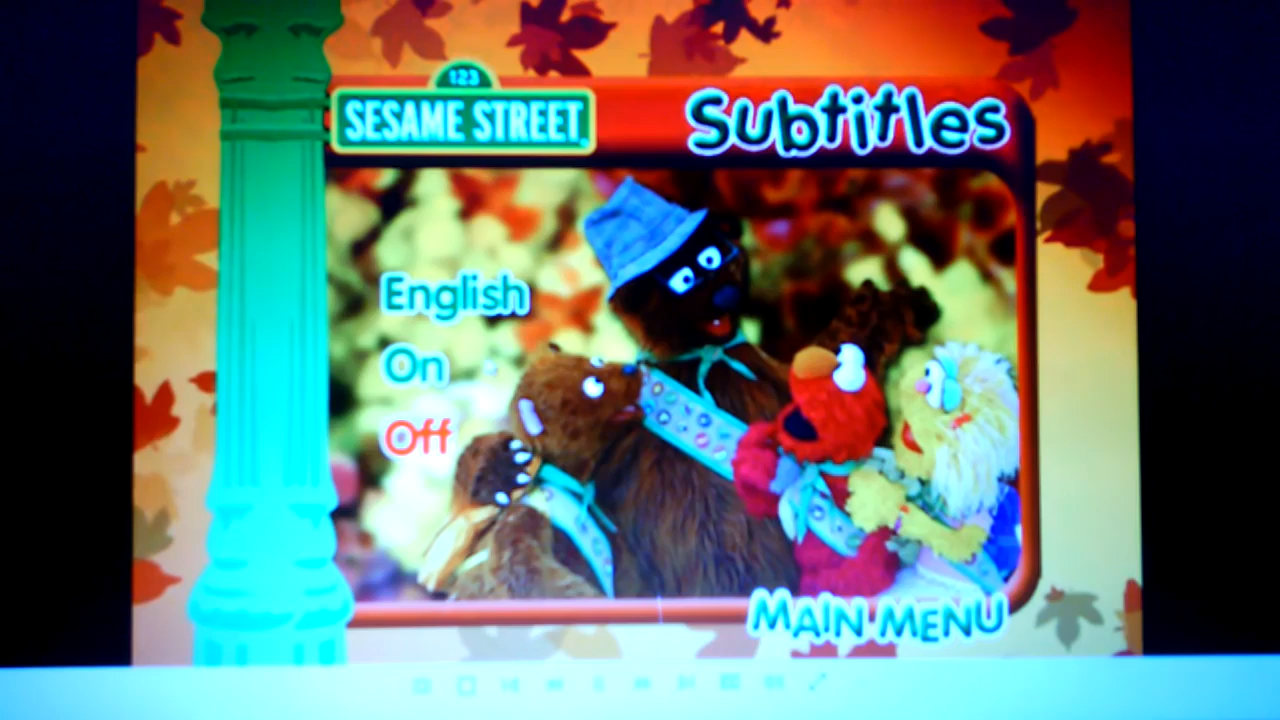 123
SESAME STREET
Subtitles
English
On
Off
MAIN MENU